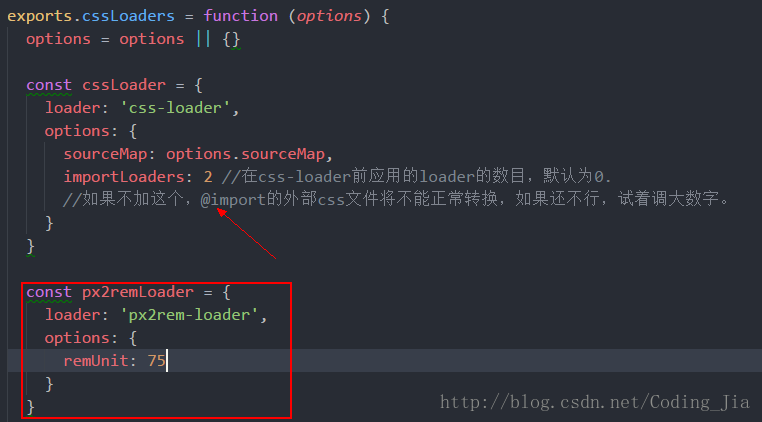 exports.cssLoaders = function (options) {
options = options || {}
const cssLoader = {
loader: 'css-loader',
options: {
sourceMap: options.sourceMap,
importLoaders: 2 //在css-loader前应用的loader的数目，默认为0.
//如果不加这个，@import的外部css文件将不能正常转换，如果还不行，试着调大数字。
}
}
const px2remLoader = {
loader: 'px2rem-loader',
options: {
remUnit: 75
}
}
http://blog.csdn.net/Coding_Jia